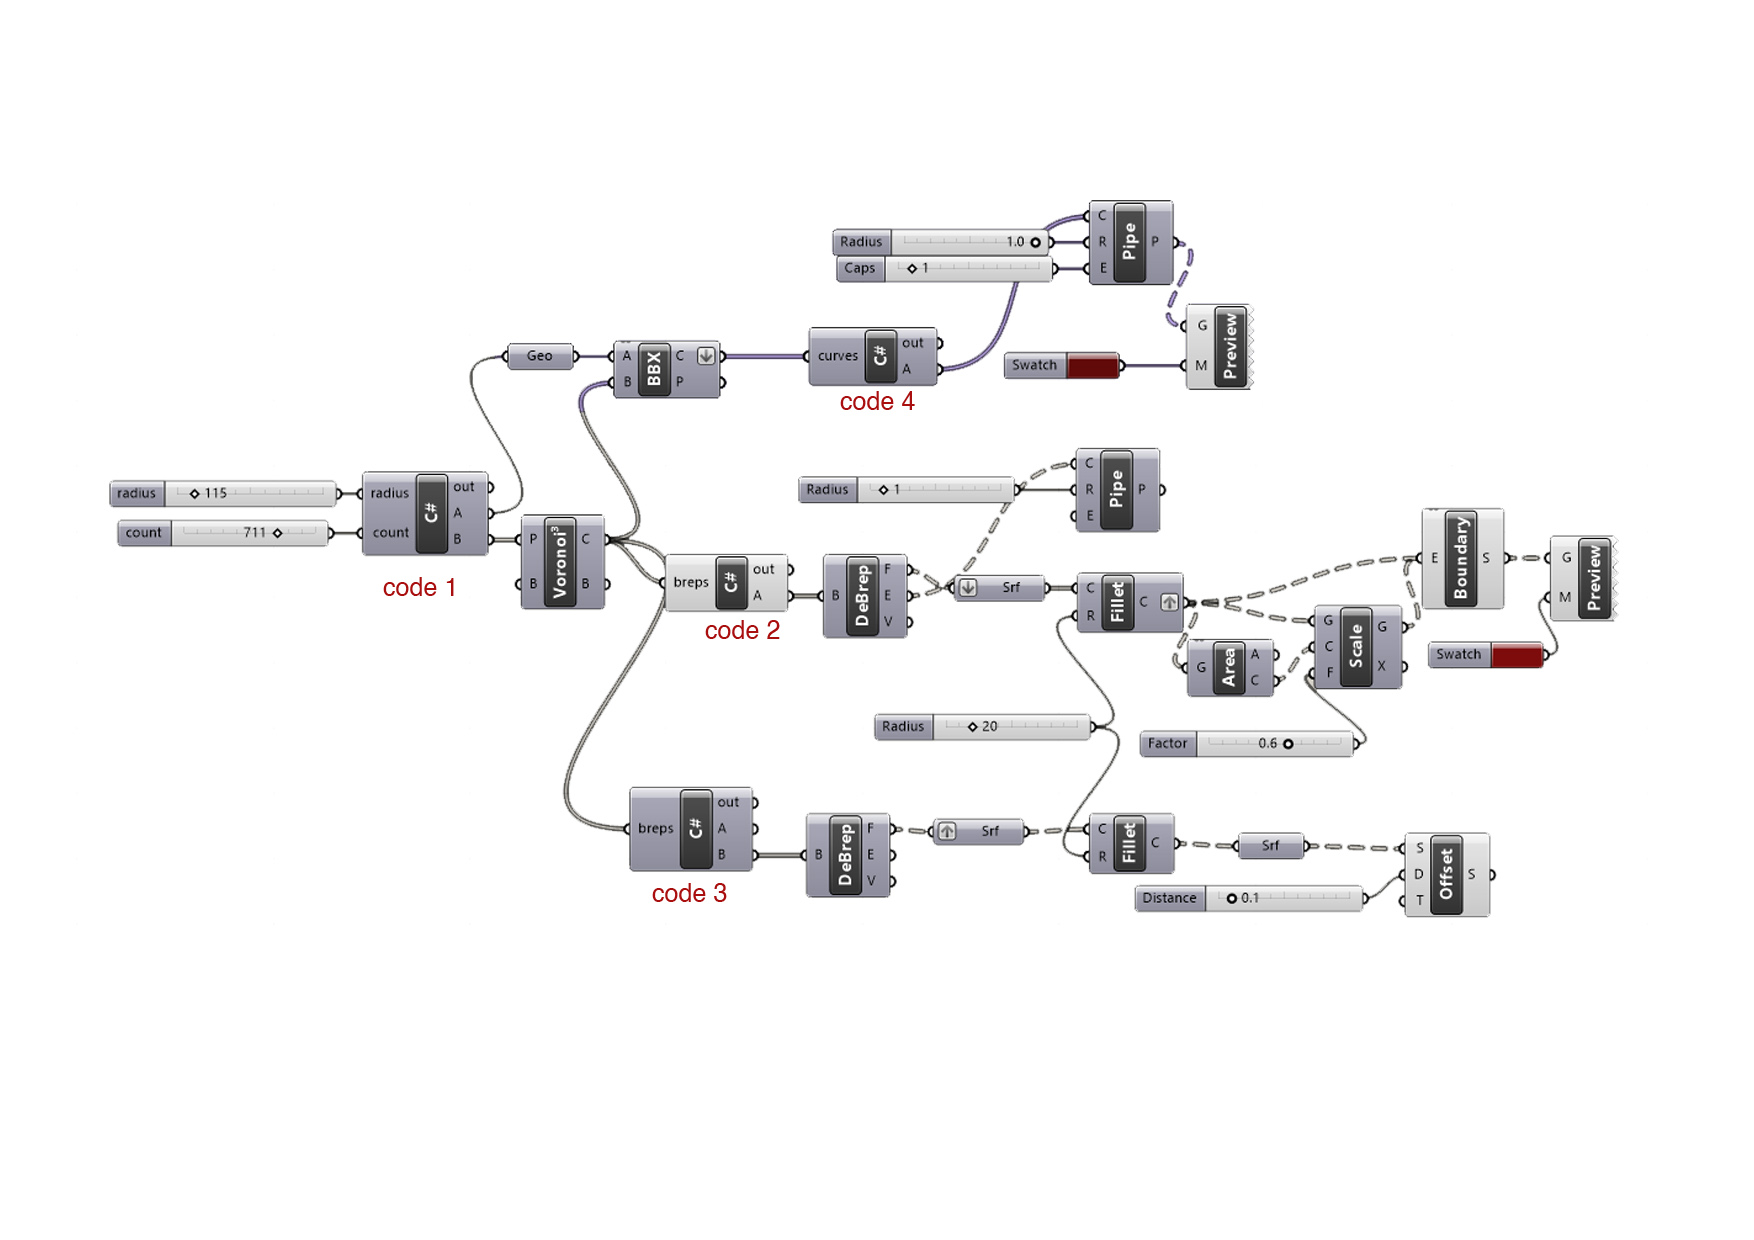 C
Radius 1.0 R Pipe P
Caps 1 E
G Preview
Swatch M
Geo A BBX C
B P
curves C# out
A
code 4
radius 115 radius C# out
count 711 count A
B
code 1
P Voronoi³ C
B B
breps C# out
A
code 2
B DeBrep F
E
V
Radius 1 C
R Pipe P
E
Srf
C Fillet C
R
G Area A
C
G Scale G
C
F X
E Boundary S
G Preview
M
Swatch
Radius 20
Factor 0.6
breps C# out
A
B
code 3
B DeBrep F
E
V
Srf
C Fillet C
R
Srf
Distance 0.1
S Offset S
D
T